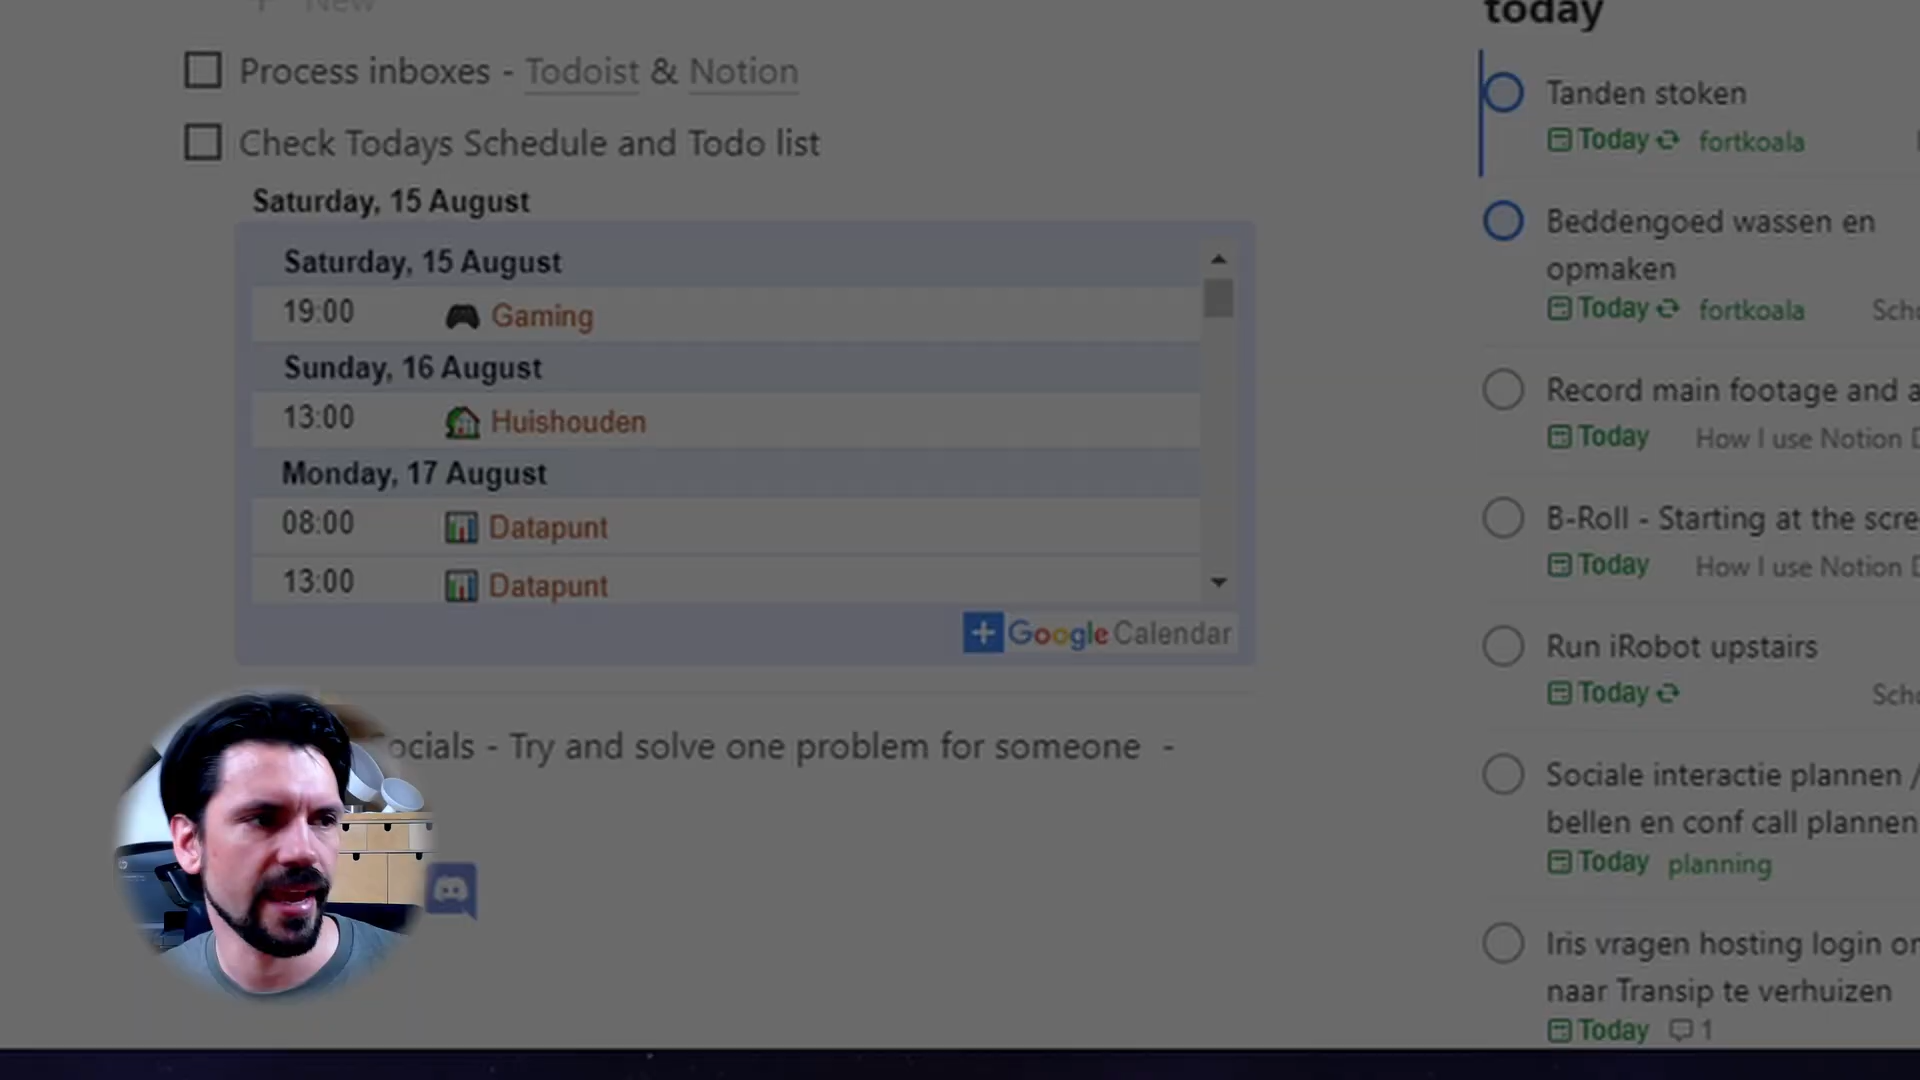 + New
Process inboxes - Todoist & Notion
Check Todays Schedule and Todo list
Saturday, 15 August
Saturday, 15 August
19:00 Gaming
Sunday, 16 August
13:00 Huishouden
Monday, 17 August
08:00 Datapunt
13:00 Datapunt
+ Google Calendar
ocials - Try and solve one problem for someone -
today
Tanden stoken
Today fortkoala
Beddengoed wassen en
opmaken
Today fortkoala Scho
Record main footage and a
Today How I use Notion D
B-Roll - Starting at the scre
Today How I use Notion D
Run iRobot upstairs
Today Scho
Sociale interactie plannen /
bellen en conf call plannen
Today planning
Iris vragen hosting login o
naar Transip te verhuizen
Today 1